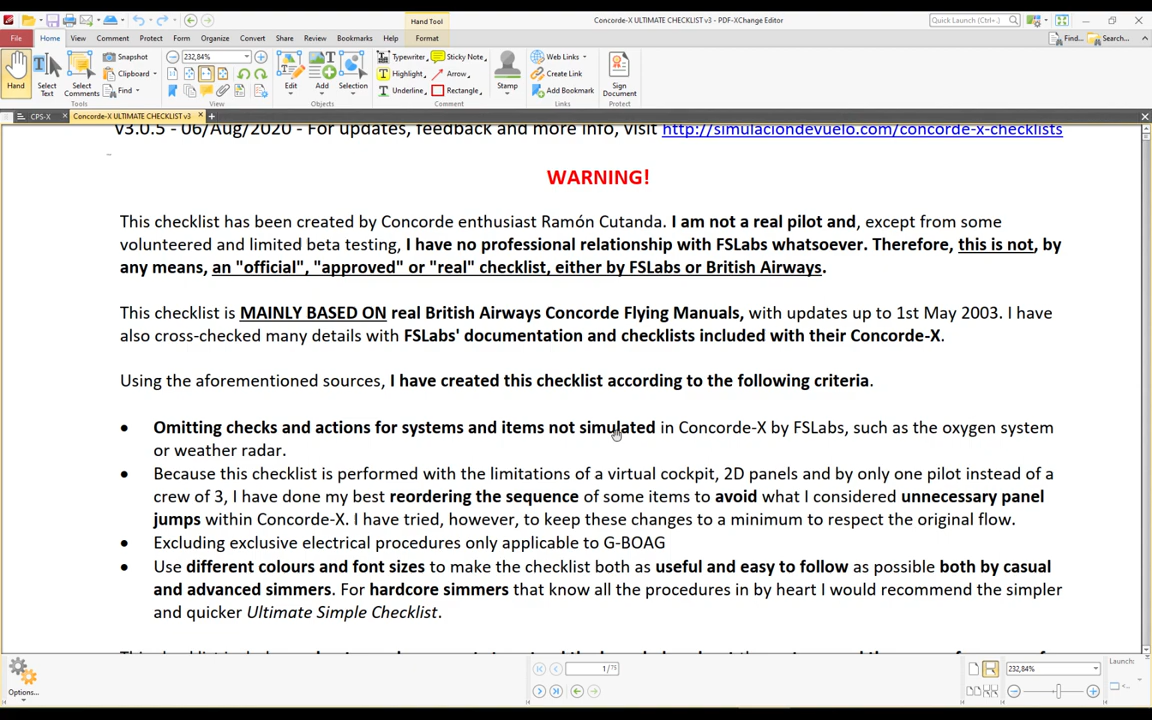 Hand Tool
Concorde-X ULTIMATE CHECKLIST v3 - PDF-XChange Editor
Quick Launch (Ctrl+.)
File Home View Comment Protect Form Organize Convert Share Review Bookmarks Help Format
Find... Search...
Hand
Select Text
Select Comments
Snapshot
Clipboard
Find
Tools
232,84%
View
Edit
Add
Selection
Objects
Typewriter
Highlight
Underline
Sticky Note
Arrow
Rectangle
Stamp
Comment
Web Links
Create Link
Add Bookmark
Links
Sign Document
Protect
CPS-X
Concorde-X ULTIMATE CHECKLIST v3
v3.0.5 - 06/Aug/2020 - For updates, feedback and more info, visit http://simulaciondevuelo.com/concorde-x-checklists
WARNING!
This checklist has been created by Concorde enthusiast Ramón Cutanda. I am not a real pilot and, except from some
volunteered and limited beta testing, I have no professional relationship with FSLabs whatsoever. Therefore, this is not, by
any means, an "official", "approved" or "real" checklist, either by FSLabs or British Airways.
This checklist is MAINLY BASED ON real British Airways Concorde Flying Manuals, with updates up to 1st May 2003. I have
also cross-checked many details with FSLabs' documentation and checklists included with their Concorde-X.
Using the aforementioned sources, I have created this checklist according to the following criteria.
• Omitting checks and actions for systems and items not simulated in Concorde-X by FSLabs, such as the oxygen system
or weather radar.
• Because this checklist is performed with the limitations of a virtual cockpit, 2D panels and by only one pilot instead of a
crew of 3, I have done my best reordering the sequence of some items to avoid what I considered unnecessary panel
jumps within Concorde-X. I have tried, however, to keep these changes to a minimum to respect the original flow.
• Excluding exclusive electrical procedures only applicable to G-BOAG
• Use different colours and font sizes to make the checklist both as useful and easy to follow as possible both by casual
and advanced simmers. For hardcore simmers that know all the procedures in by heart I would recommend the simpler
and quicker Ultimate Simple Checklist.
Options...
1/75
232,84%
Launch: